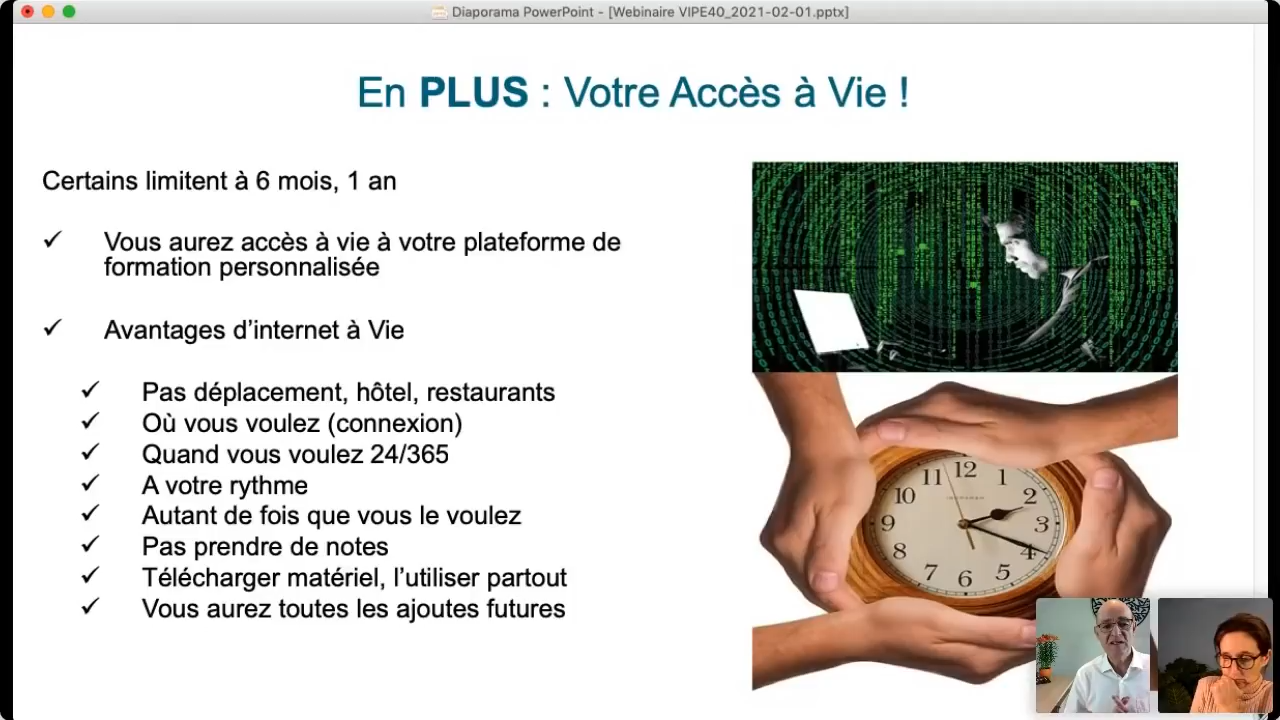 Diaporama PowerPoint - [Webinaire VIPE40_2021-02-01.pptx]
En PLUS : Votre Accès à Vie !
Certains limitent à 6 mois, 1 an
✓ Vous aurez accès à vie à votre plateforme de
formation personnalisée
✓ Avantages d’internet à Vie
✓ Pas déplacement, hôtel, restaurants
✓ Où vous voulez (connexion)
✓ Quand vous voulez 24/365
✓ A votre rythme
✓ Autant de fois que vous le voulez
✓ Pas prendre de notes
✓ Télécharger matériel, l’utiliser partout
✓ Vous aurez toutes les ajoutes futures
12
11 1
10 2
9 3
8 4
7 5
6